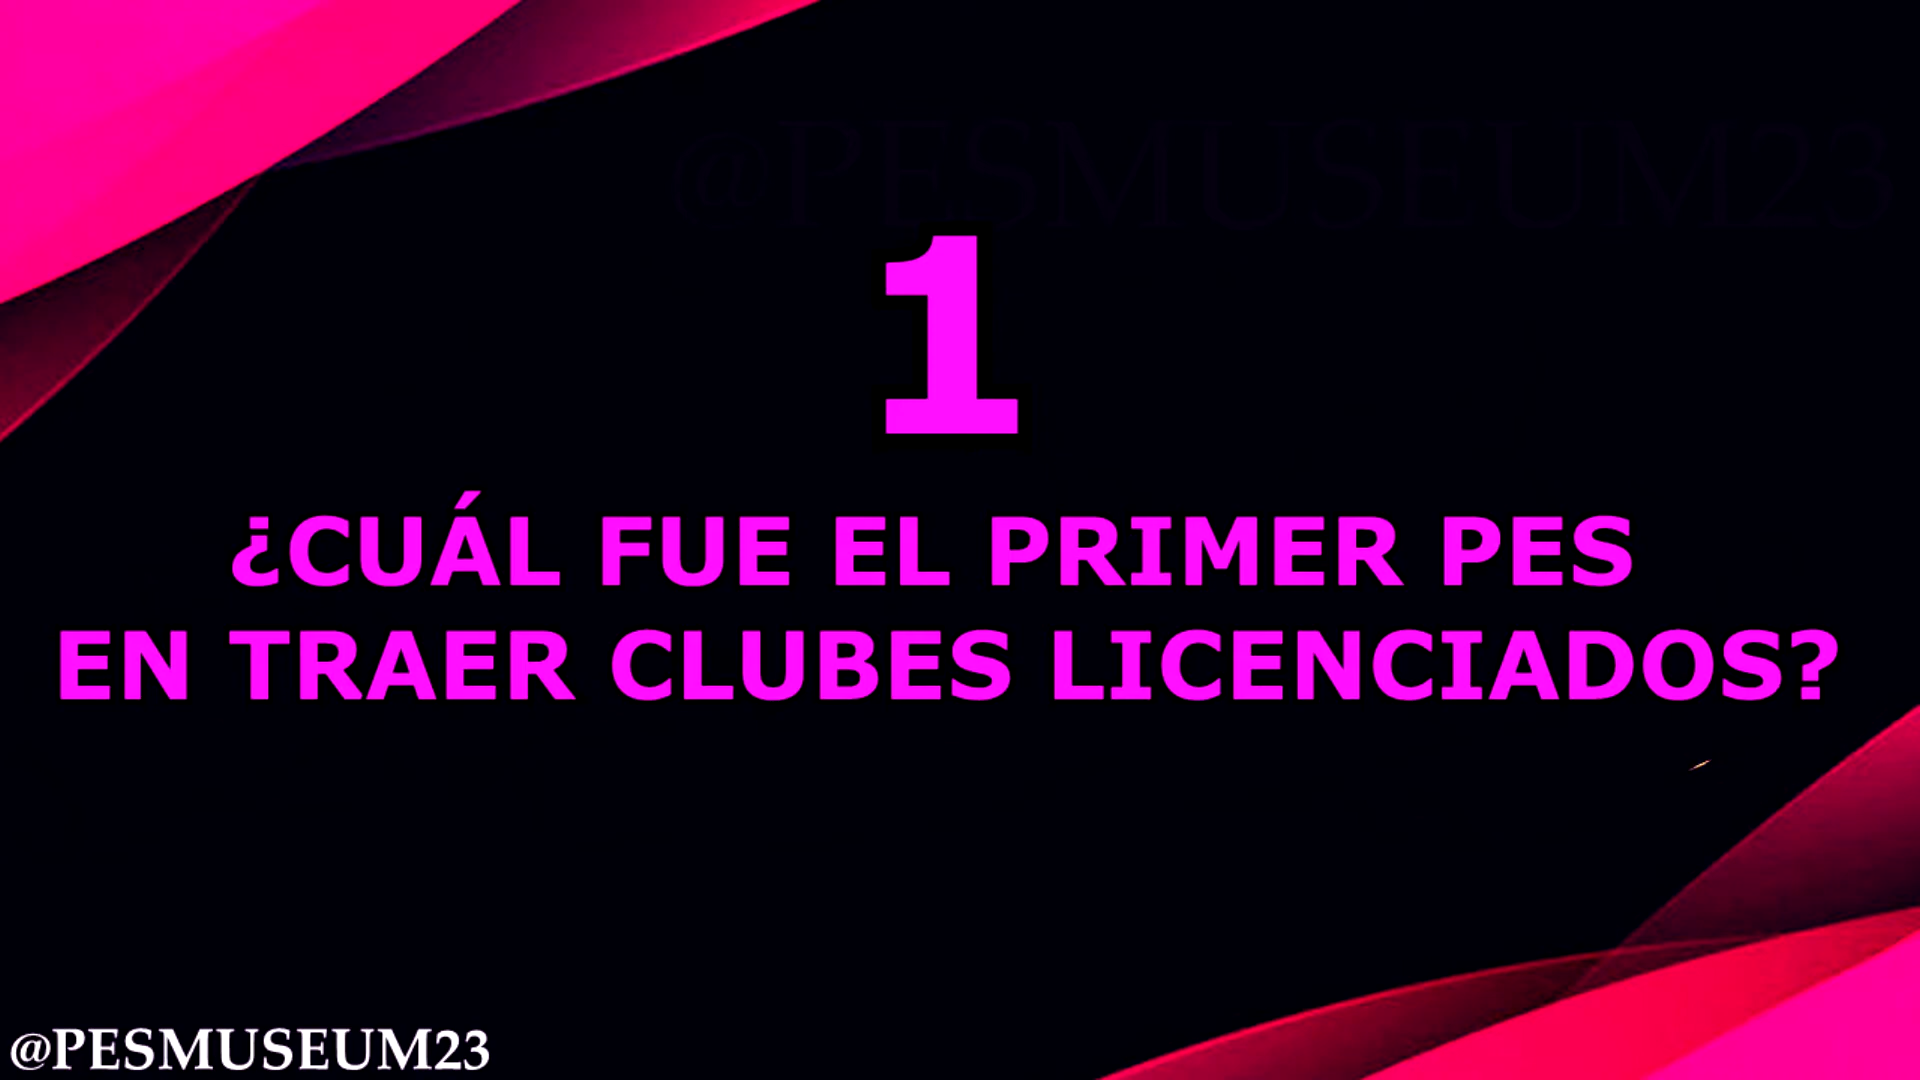 @PESMUSEUM23
1
¿CUÁL FUE EL PRIMER PES
EN TRAER CLUBES LICENCIADOS?
@PESMUSEUM23